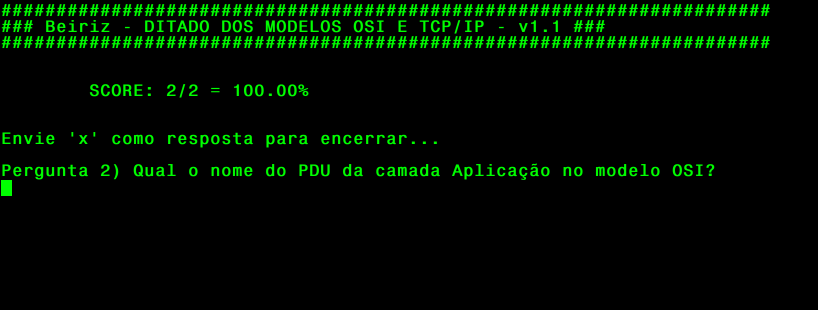 ######################################################################
### Beiriz - DITADO DOS MODELOS OSI E TCP/IP - v1.1 ###
######################################################################
SCORE: 2/2 = 100.00%
Envie 'x' como resposta para encerrar...
Pergunta 2) Qual o nome do PDU da camada Aplicação no modelo OSI?